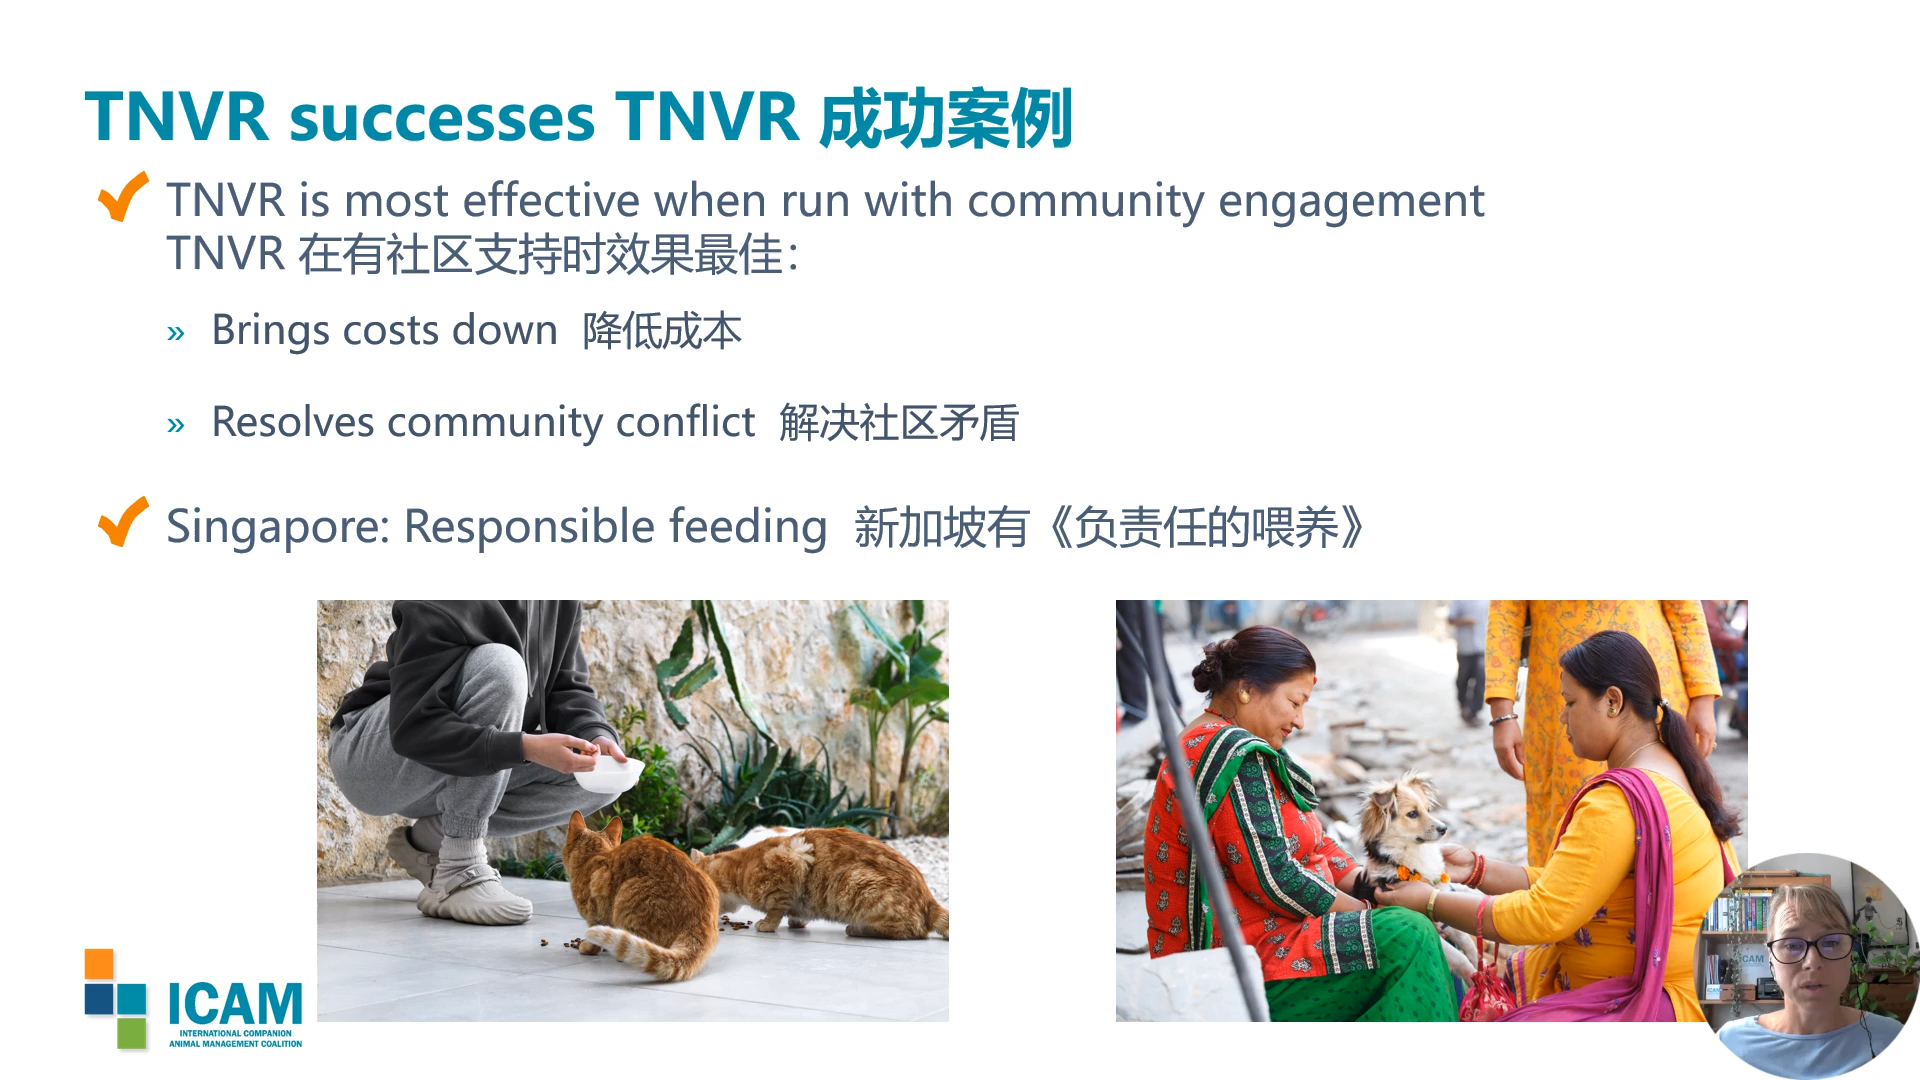 TNVR successes TNVR 成功案例
TNVR is most effective when run with community engagement
TNVR 在有社区支持时效果最佳：
» Brings costs down 降低成本
» Resolves community conflict 解决社区矛盾
Singapore: Responsible feeding 新加坡有《负责任的喂养》
ICAM
INTERNATIONAL COMPANION
ANIMAL MANAGEMENT COALITION
ICAM